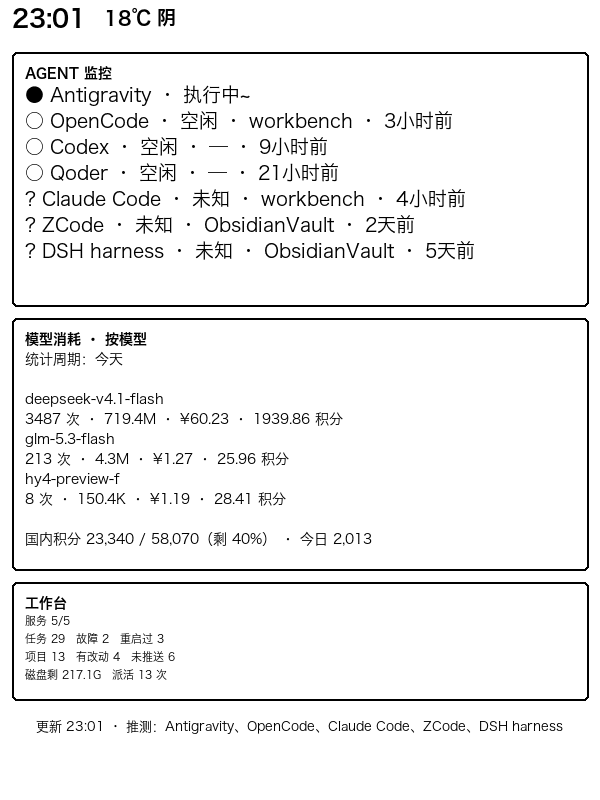 23:01 18℃ 阴
AGENT 监控
● Antigravity · 执行中~
○ OpenCode · 空闲 · workbench · 3小时前
○ Codex · 空闲 · — · 9小时前
○ Qoder · 空闲 · — · 21小时前
? Claude Code · 未知 · workbench · 4小时前
? ZCode · 未知 · ObsidianVault · 2天前
? DSH harness · 未知 · ObsidianVault · 5天前
模型消耗 · 按模型
统计周期：今天
deepseek-v4.1-flash
3487 次 · 719.4M · ¥60.23 · 1939.86 积分
glm-5.3-flash
213 次 · 4.3M · ¥1.27 · 25.96 积分
hy4-preview-f
8 次 · 150.4K · ¥1.19 · 28.41 积分
国内积分 23,340 / 58,070（剩 40%） · 今日 2,013
工作台
服务 5/5
任务 29 故障 2 重启过 3
项目 13 有改动 4 未推送 6
磁盘剩 217.1G 派活 13 次
更新 23:01 · 推测：Antigravity、OpenCode、Claude Code、ZCode、DSH harness